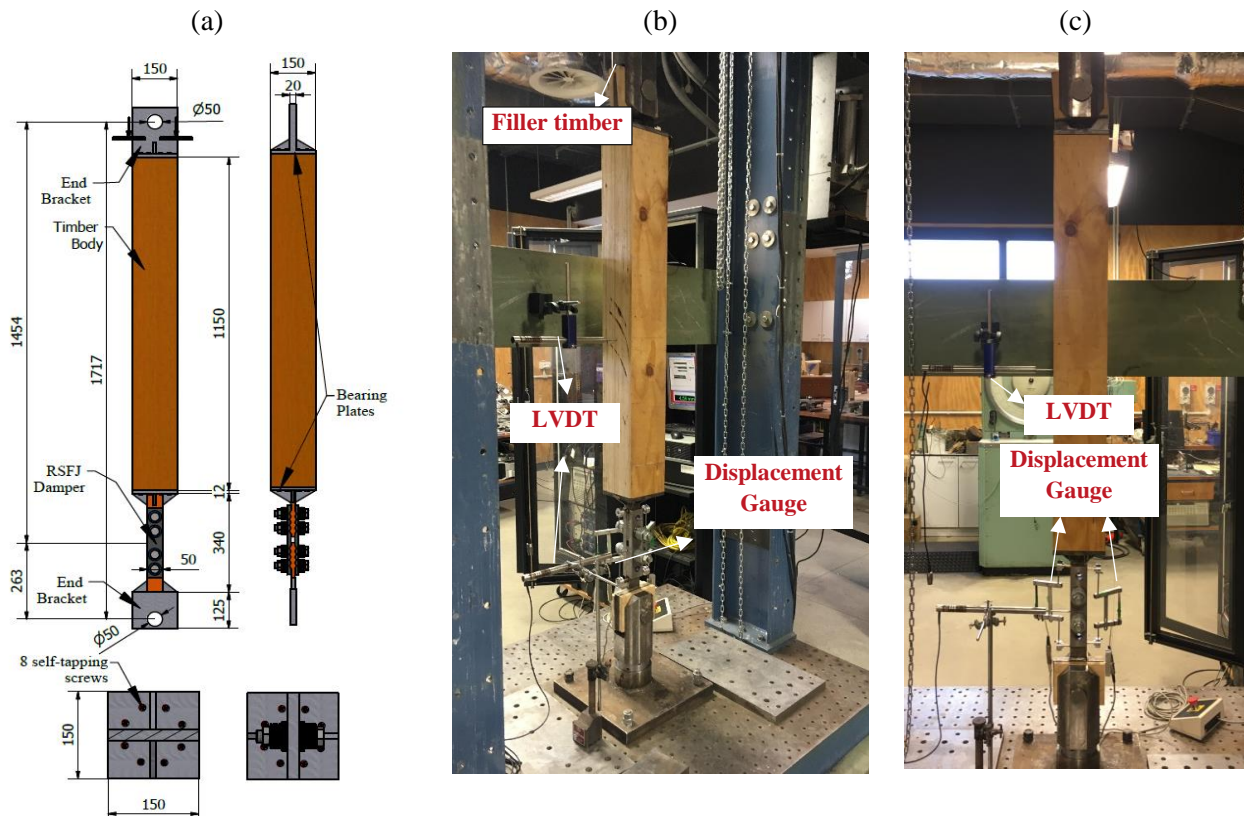 (a)
(b)
(c)
150
150
20
Ø50
End
Bracket
Timber
Body
1454
1717
1150
Bearing
Plates
RSFJ
Damper
12
340
50
263
End
Bracket
125
Ø50
8 self-tapping
screws
150
150
Filler timber
LVDT
Displacement
Gauge
LVDT
Displacement
Gauge